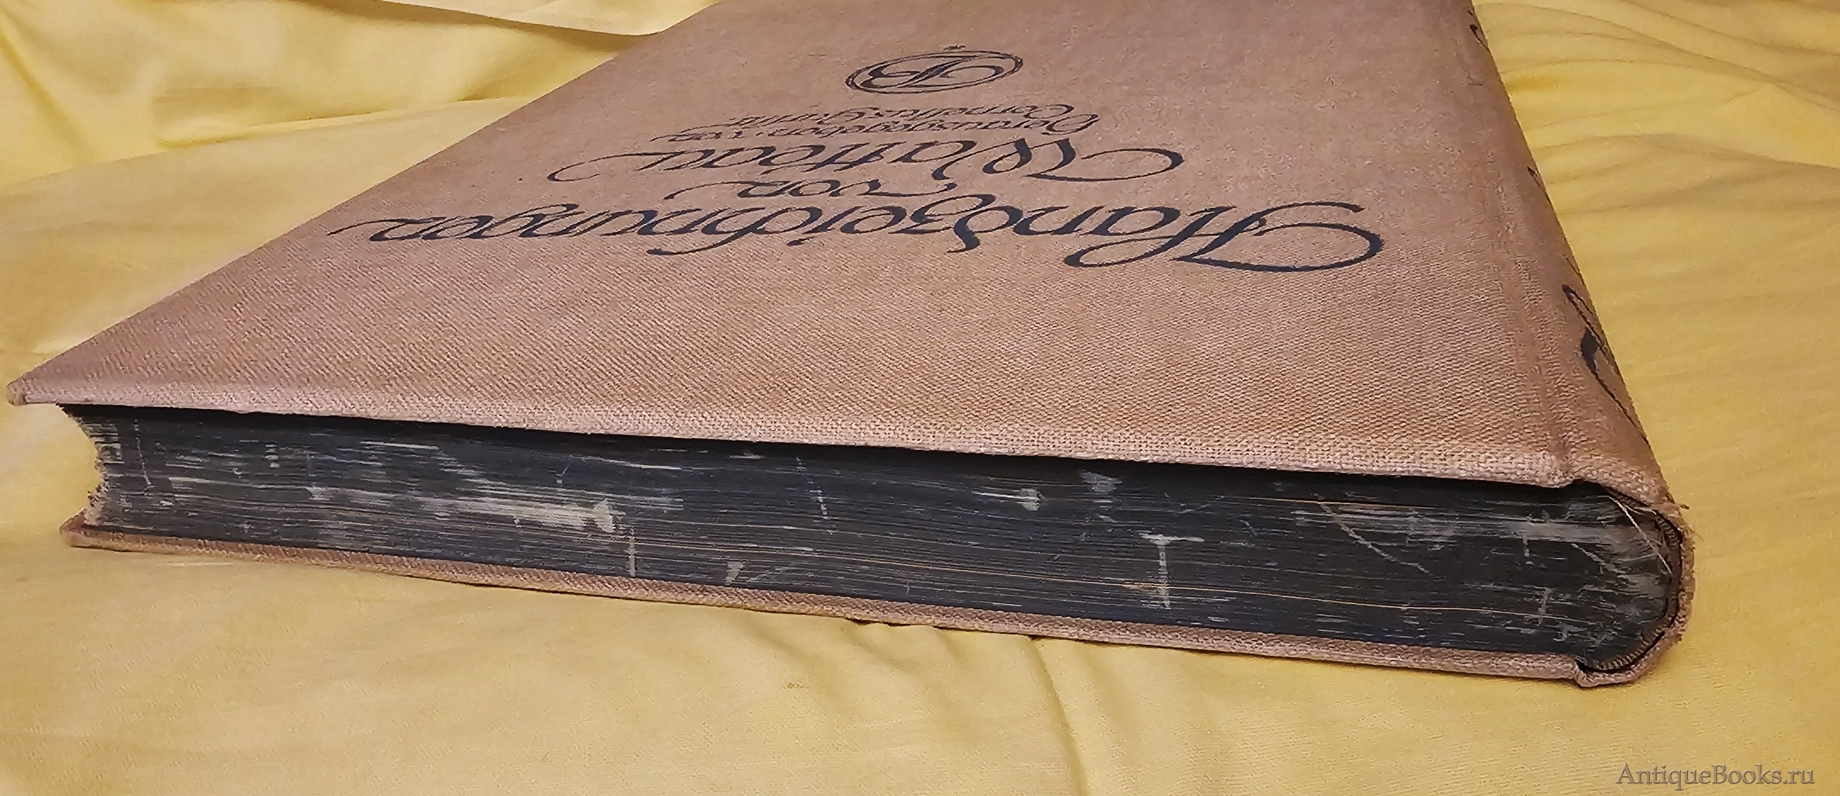 Handzeichnungen
von
Watteau
herausgegeben von
Cornelius Gurlitt
B
AntiqueBooks.ru